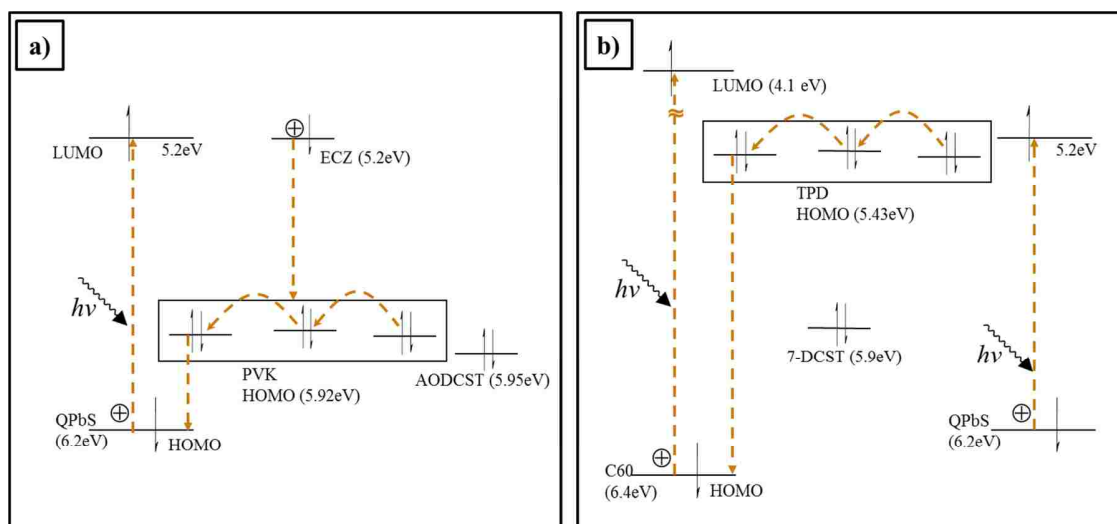 a)
LUMO
5.2eV
ECZ (5.2eV)
hν
PVK
HOMO (5.92eV)
AODCST (5.95eV)
QPbS
(6.2eV)
HOMO
b)
LUMO (4.1 eV)
5.2eV
TPD
HOMO (5.43eV)
hν
7-DCST (5.9eV)
hν
QPbS
(6.2eV)
C60
(6.4eV)
HOMO